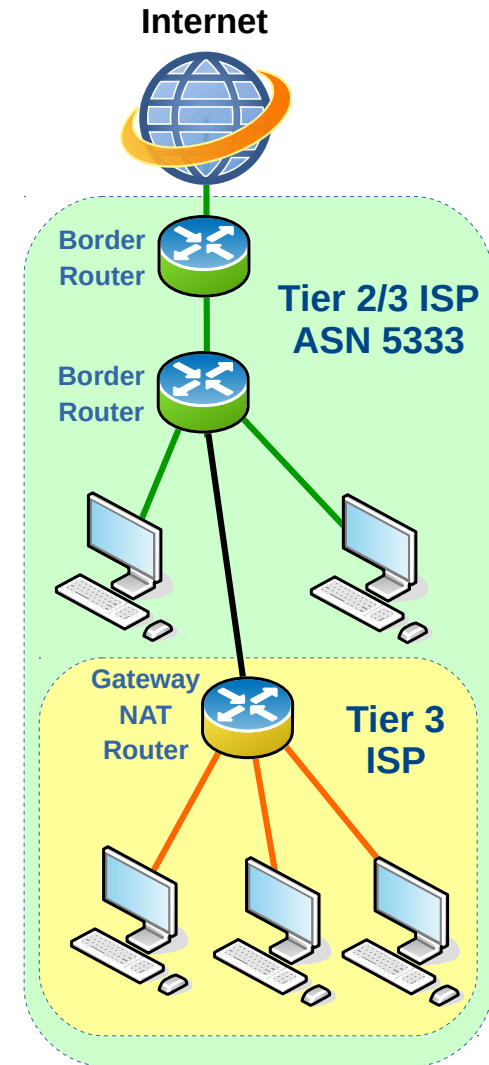 Internet
Border
Router
Tier 2/3 ISP
ASN 5333
Border
Router
Gateway
NAT
Router
Tier 3
ISP